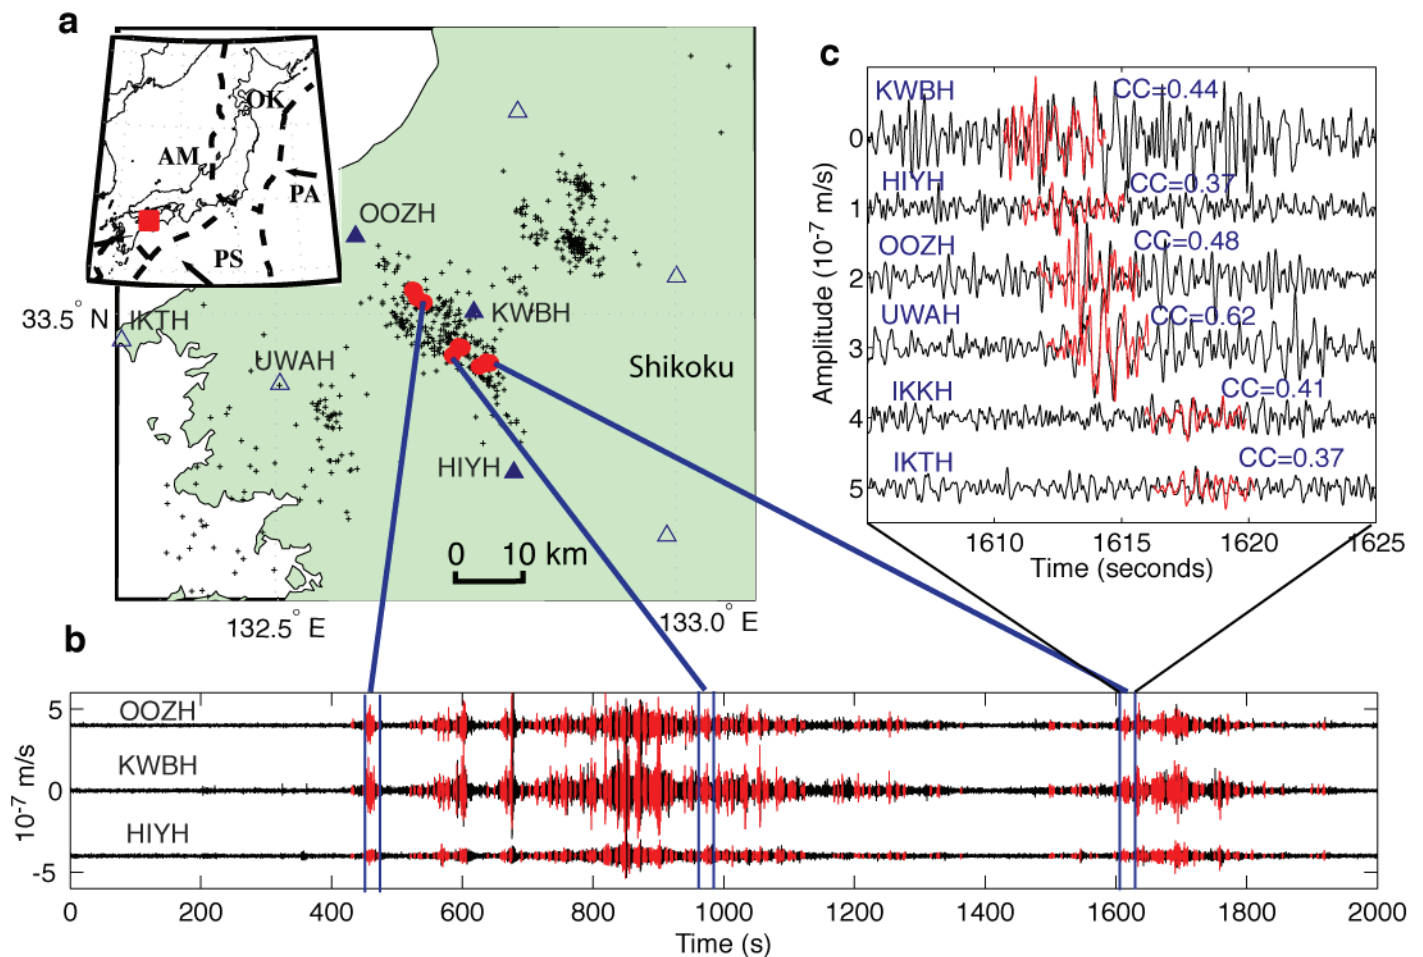 a
OK
AM
PA
PS
OOZH
KWBH
33.5° N
IKTH
UWAH
Shikoku
HIYH
0 10 km
132.5° E
133.0° E
c
KWBH
CC=0.44
0
HIYH
CC=0.37
1
OOZH
CC=0.48
2
UWAH
CC=0.62
3
IKKH
CC=0.41
4
IKTH
CC=0.37
5
Amplitude (10-7 m/s)
1610 1615 1620 1625
Time (seconds)
b
5
OOZH
KWBH
0
HIYH
-5
10-7 m/s
0 200 400 600 800 1000 1200 1400 1600 1800 2000
Time (s)